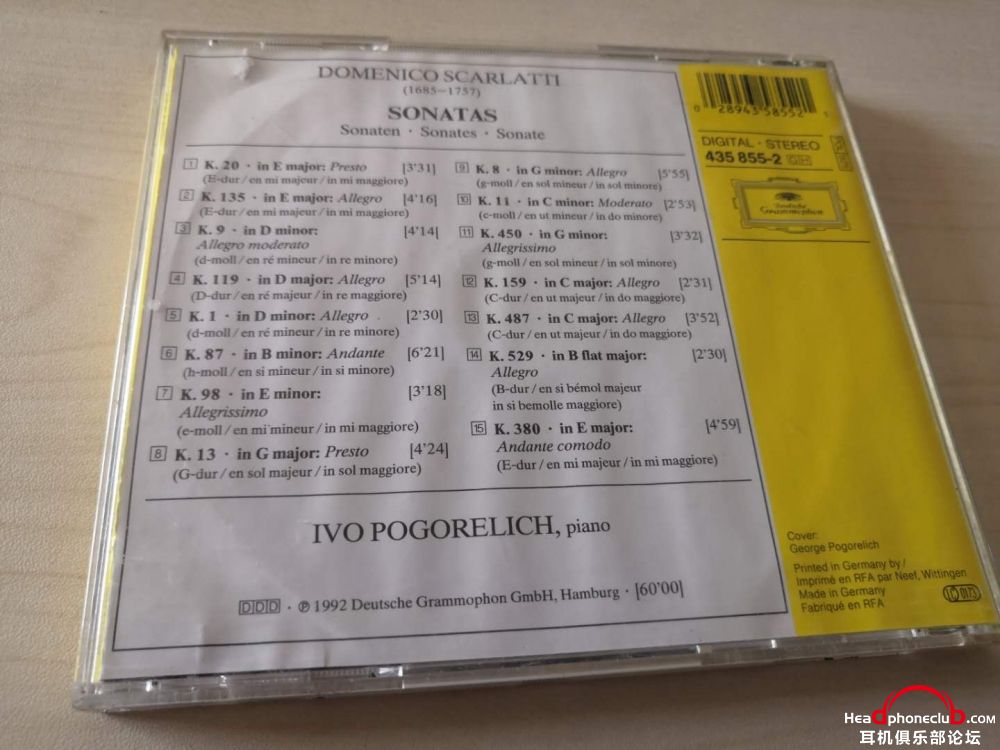 DOMENICO SCARLATTI
(1685–1757)
SONATAS
Sonaten · Sonates · Sonate
1 K. 20 · in E major: Presto [3'31]
(E-dur / en mi majeur / in mi maggiore)
2 K. 135 · in E major: Allegro [4'16]
(E-dur / en mi majeur / in mi maggiore)
3 K. 9 · in D minor: [4'14]
Allegro moderato
(d-moll / en ré mineur / in re minore)
4 K. 119 · in D major: Allegro [5'14]
(D-dur / en ré majeur / in re maggiore)
5 K. 1 · in D minor: Allegro [2'30]
(d-moll / en ré mineur / in re minore)
6 K. 87 · in B minor: Andante [6'21]
(h-moll / en si mineur / in si minore)
7 K. 98 · in E minor: [3'18]
Allegrissimo
(e-moll / en mi mineur / in mi maggiore)
8 K. 13 · in G major: Presto [4'24]
(G-dur / en sol majeur / in sol maggiore)
9 K. 8 · in G minor: Allegro [5'55]
(g-moll / en sol mineur / in sol minore)
10 K. 11 · in C minor: Moderato [2'53]
(c-moll / en ut mineur / in do minore)
11 K. 450 · in G minor: [3'32]
Allegrissimo
(g-moll / en sol mineur / in sol minore)
12 K. 159 · in C major: Allegro [2'31]
(C-dur / en ut majeur / in do maggiore)
13 K. 487 · in C major: Allegro [3'52]
(C-dur / en ut majeur / in do maggiore)
14 K. 529 · in B flat major: [2'30]
Allegro
(B-dur / en si bémol majeur
in si bemolle maggiore)
15 K. 380 · in E major: [4'59]
Andante comodo
(E-dur / en mi majeur / in mi maggiore)
IVO POGORELICH, piano
DDD · ℗ 1992 Deutsche Grammophon GmbH, Hamburg · [60'00]
0 28943 58552
DIGITAL · STEREO
435 855-2 GH
Deutsche
Grammophon
Cover:
George Pogorelich
Printed in Germany by /
Imprimé en RFA par Neef, Wittingen
Made in Germany
Fabriqué en RFA
Headphoneclub.com
耳机俱乐部论坛